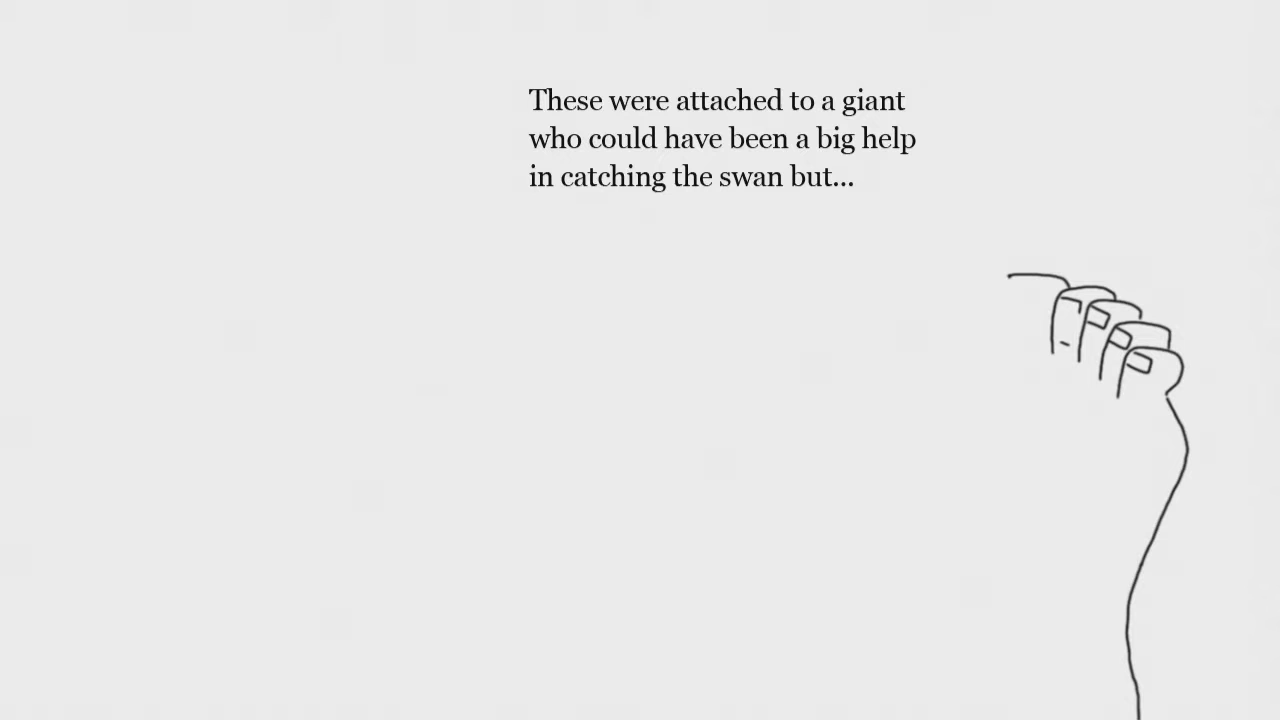 These were attached to a giant
who could have been a big help
in catching the swan but...